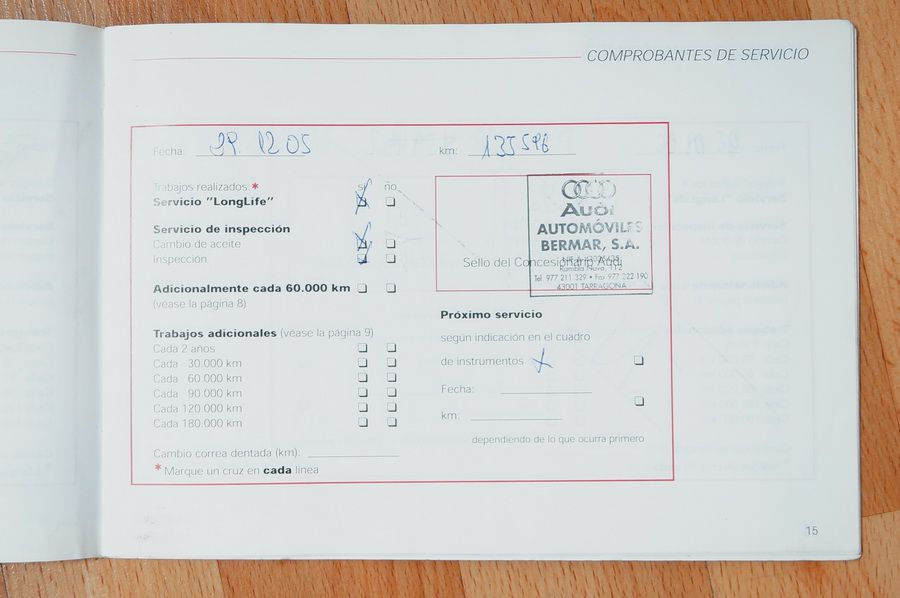 COMPROBANTES DE SERVICIO
Fecha: 29. 12 05
km: 135596
Trabajos realizados: * sí no
Servicio "LongLife"
Servicio de inspección
Cambio de aceite
Inspección
Adicionalmente cada 60.000 km
(véase la página 8)
Trabajos adicionales (véase la página 9)
Cada 2 años
Cada 30.000 km
Cada 60.000 km
Cada 90.000 km
Cada 120.000 km
Cada 180.000 km
Cambio correa dentada (km):
* Marque un cruz en cada linea
Audi
AUTOMÓVILES
BERMAR, S.A.
Sello del Concesionario Audi
Rambla Nova, 112
Tel. 977 211 329 • Fax 977 222 190
43001 TARRAGONA
Próximo servicio
según indicación en el cuadro
de instrumentos
Fecha:
km:
dependiendo de lo que ocurra primero
15